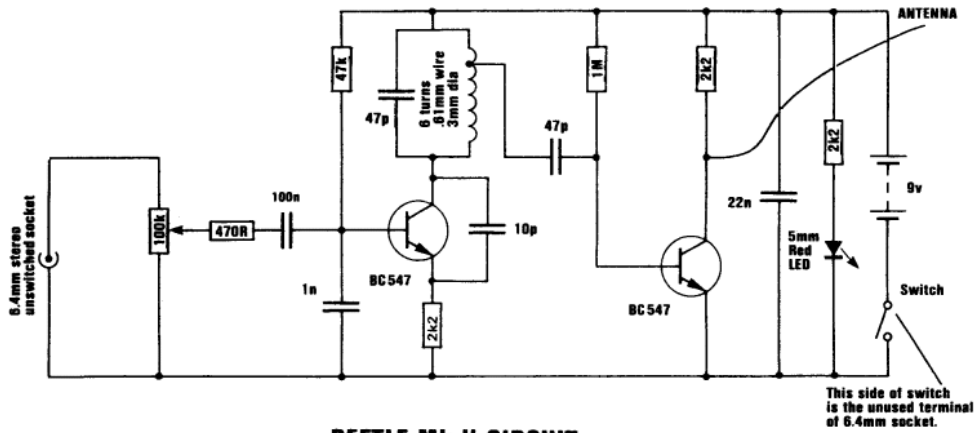 ANTENNA
47k
47p
6 turns
.61mm wire
3mm dia
1M
2k2
47p
2k2
9v
6.4mm stereo
unswitched socket
100k
470R
100n
10p
22n
5mm
Red
LED
BC547
1n
2k2
BC547
Switch
This side of switch
is the unused terminal
of 6.4mm socket.